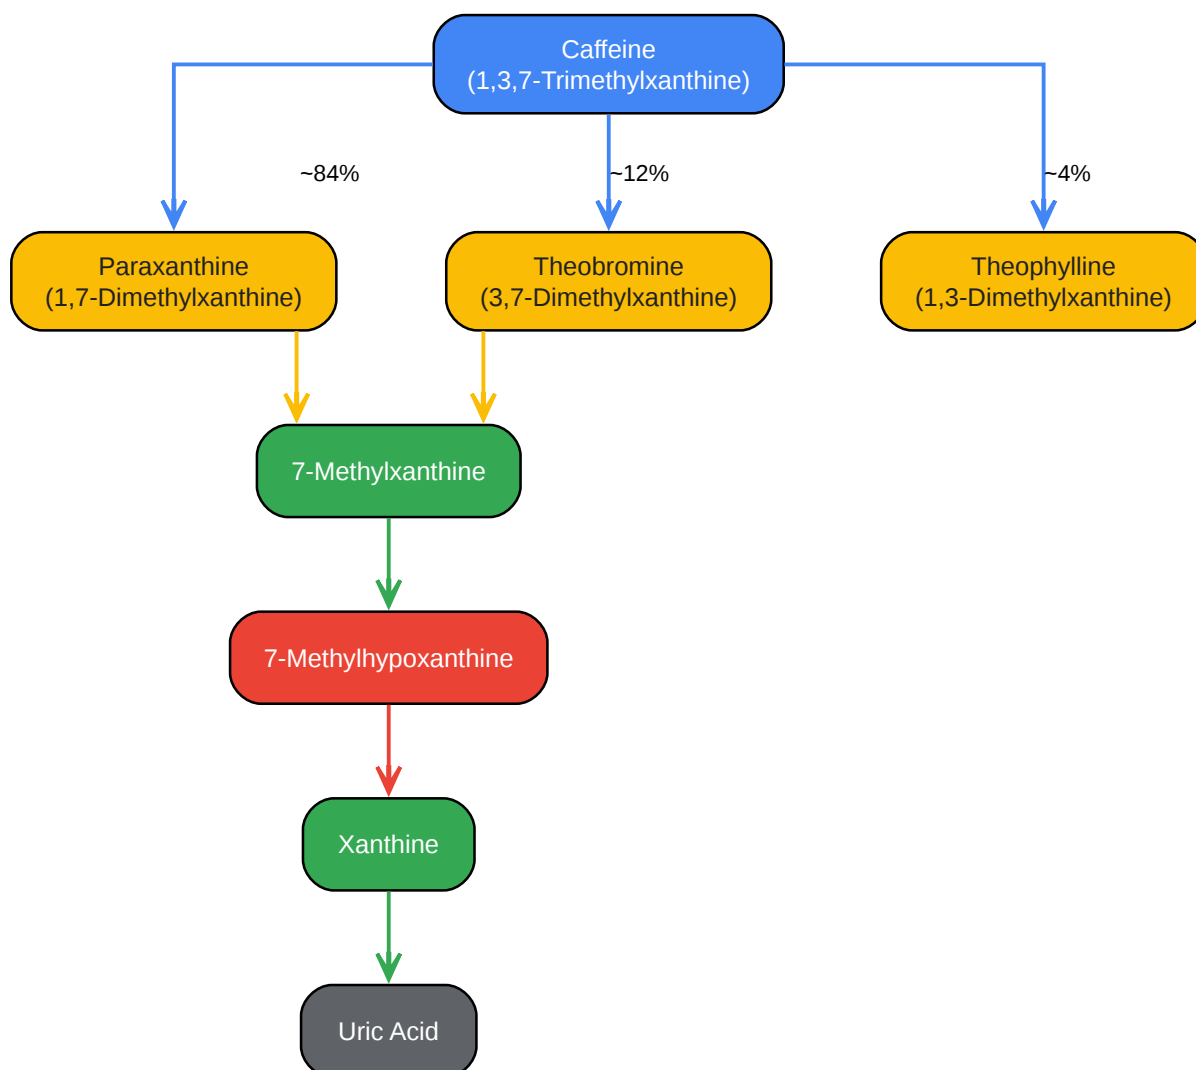 Caffeine
(1,3,7-Trimethylxanthine)
~84%
~12%
~4%
Paraxanthine
(1,7-Dimethylxanthine)
Theobromine
(3,7-Dimethylxanthine)
Theophylline
(1,3-Dimethylxanthine)
7-Methylxanthine
7-Methylhypoxanthine
Xanthine
Uric Acid